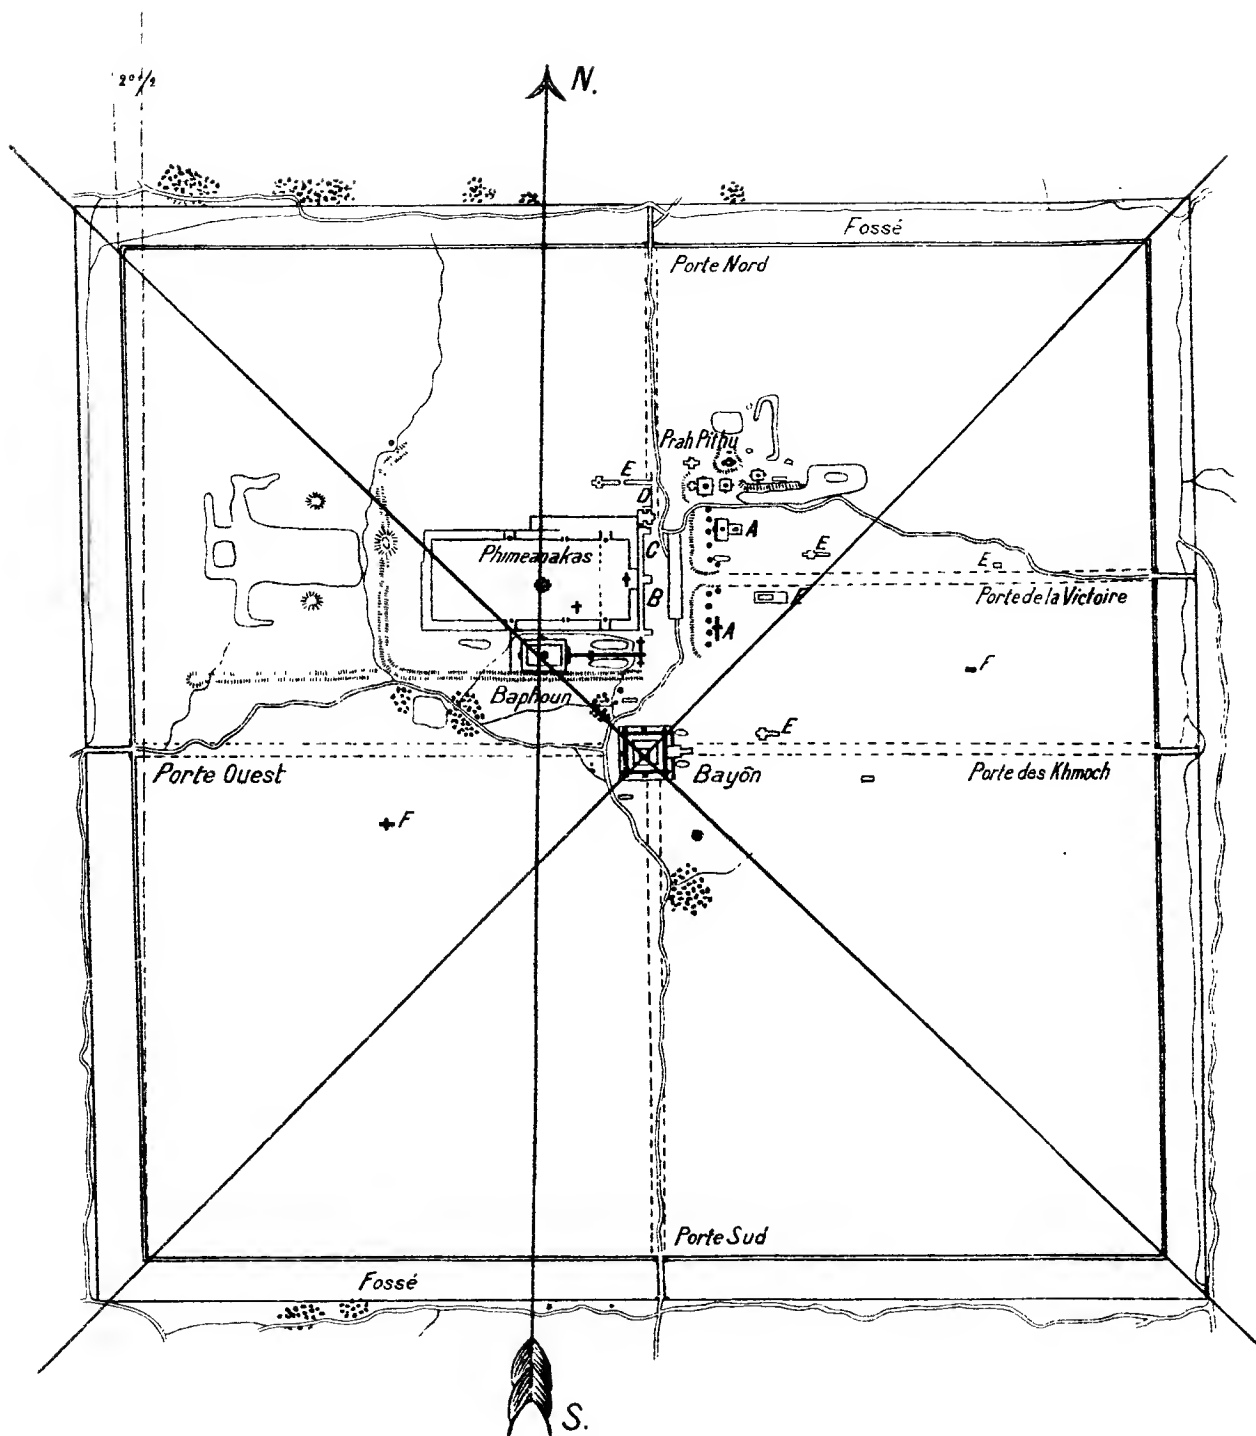 N.
2°1/2
Fossé
Porte Nord
Prah Pithu
E
D
A
C
E
E
Phimeanakas
B
E
Porte de la Victoire
A
F
Baphoun
E
Porte Ouest
Bayôn
Porte des Khmoch
F
Porte Sud
Fossé
S.